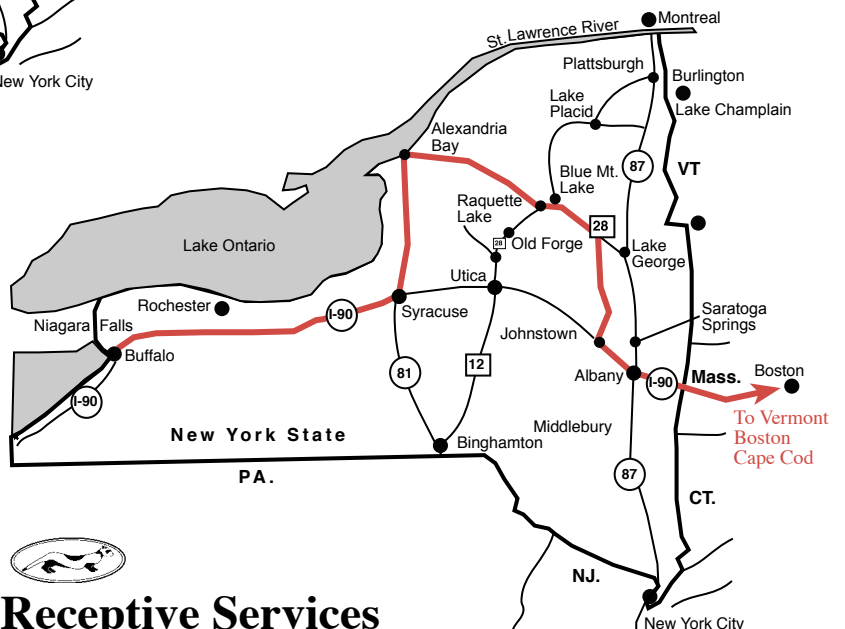 Montreal
St. Lawrence River
Plattsburgh
Burlington
New York City
Lake
Placid
Lake Champlain
Alexandria
Bay
87
VT
Blue Mt.
Lake
Raquette
Lake
28
28
Old Forge
Lake Ontario
Lake
George
Utica
Rochester
I-90
Syracuse
Saratoga
Springs
Niagara Falls
Johnstown
Buffalo
81
12
Albany
I-90
Mass.
Boston
I-90
To Vermont
Boston
Cape Cod
Middlebury
New York State
Binghamton
PA.
87
CT.
NJ.
Receptive Services
New York City